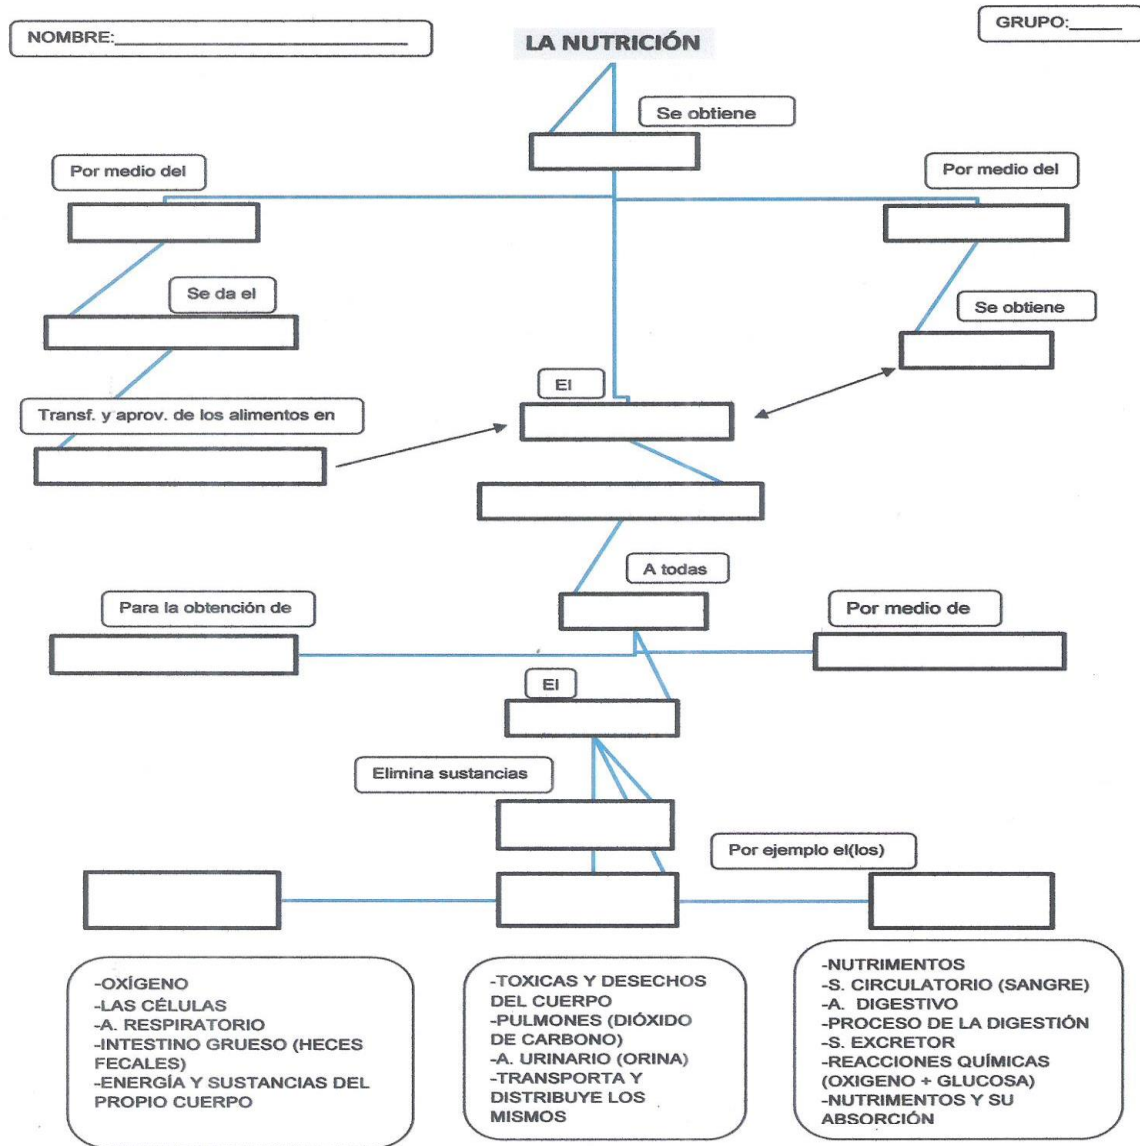 NOMBRE:______________________________
LA NUTRICIÓN
GRUPO:_____
Se obtiene
Por medio del
Por medio del
Se da el
Se obtiene
El
Transf. y aprov. de los alimentos en
A todas
Para la obtención de
Por medio de
El
Elimina sustancias
Por ejemplo el(los)
-OXÍGENO
-LAS CÉLULAS
-A. RESPIRATORIO
-INTESTINO GRUESO (HECES
FECALES)
-ENERGÍA Y SUSTANCIAS DEL
PROPIO CUERPO
-TOXICAS Y DESECHOS
DEL CUERPO
-PULMONES (DIÓXIDO
DE CARBONO)
-A. URINARIO (ORINA)
-TRANSPORTA Y
DISTRIBUYE LOS
MISMOS
-NUTRIMENTOS
-S. CIRCULATORIO (SANGRE)
-A. DIGESTIVO
-PROCESO DE LA DIGESTIÓN
-S. EXCRETOR
-REACCIONES QUÍMICAS
(OXIGENO + GLUCOSA)
-NUTRIMENTOS Y SU
ABSORCIÓN